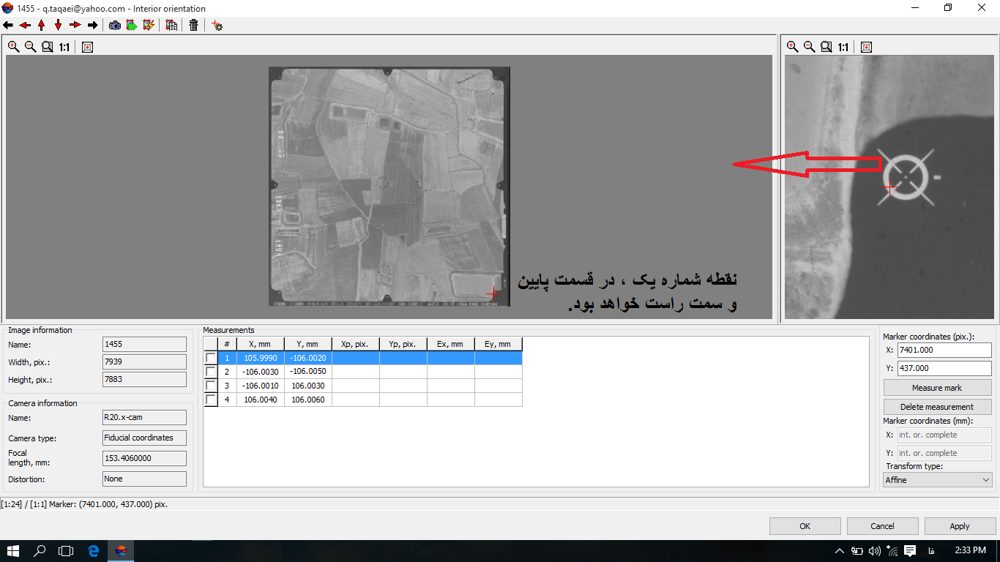 1455 - q.taqaei@yahoo.com - Interior orientation
1:1
1:1
نقطه شماره یک ، در قسمت پایین
و سمت راست خواهد بود.
Image information
Name: 1455
Width, pix.: 7939
Height, pix.: 7883
Camera information
Name: R20.x-cam
Camera type: Fiducial coordinates
Focal
length, mm: 153.4060000
Distortion: None
Measurements
# X, mm Y, mm Xp, pix. Yp, pix. Ex, mm Ey, mm
1 105.9990 -106.0020
2 -106.0030 -106.0050
3 -106.0010 106.0030
4 106.0040 106.0060
Marker coordinates (pix.):
X: 7401.000
Y: 437.000
Measure mark
Delete measurement
Marker coordinates (mm):
X: int. or. complete
Y: int. or. complete
Transform type:
Affine
[1:24] / [1:1] Marker: (7401.000, 437.000) pix.
OK Cancel Apply
فا 2:33 PM